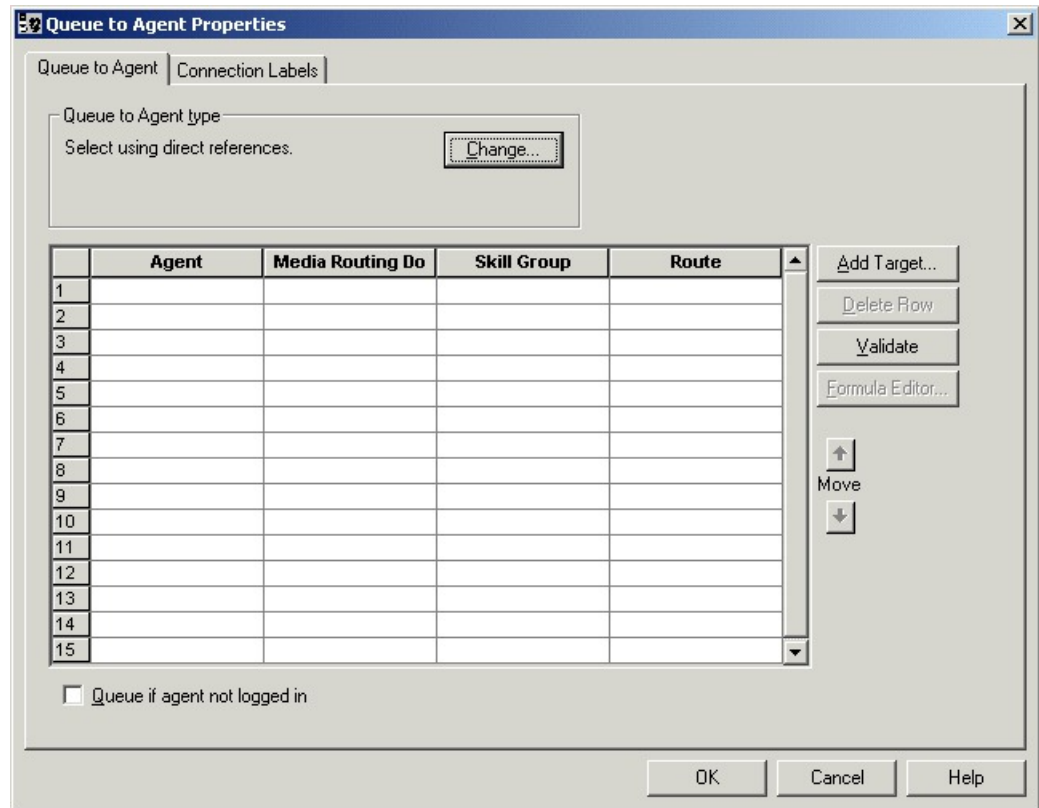 Queue to Agent Properties
Queue to Agent
Connection Labels
Queue to Agent type
Select using direct references.
Change...
Agent Media Routing Do Skill Group Route
Add Target...
Delete Row
Validate
Formula Editor...
Move
1
2
3
4
5
6
7
8
9
10
11
12
13
14
15
Queue if agent not logged in
OK Cancel Help